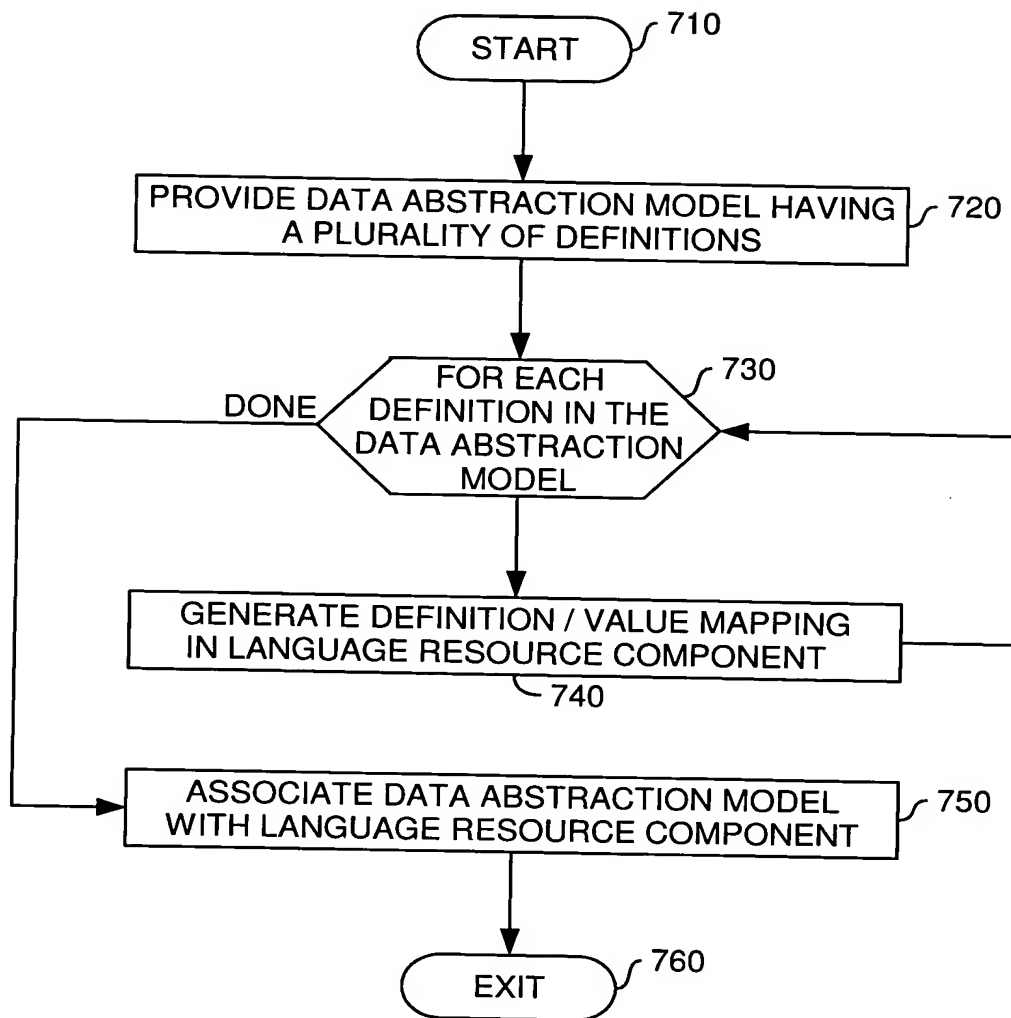 START
710
PROVIDE DATA ABSTRACTION MODEL HAVING
A PLURALITY OF DEFINITIONS
720
FOR EACH
DEFINITION IN THE
DATA ABSTRACTION
MODEL
730
DONE
GENERATE DEFINITION / VALUE MAPPING
IN LANGUAGE RESOURCE COMPONENT
740
ASSOCIATE DATA ABSTRACTION MODEL
WITH LANGUAGE RESOURCE COMPONENT
750
EXIT
760